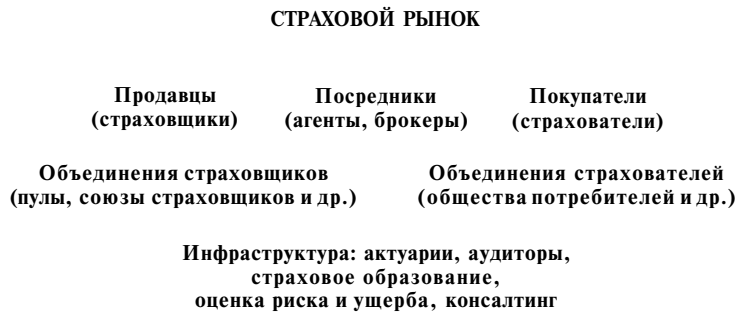 СТРАХОВОЙ РЫНОК
Продавцы Посредники Покупатели
(страховщики) (агенты, брокеры) (страхователи)
Объединения страховщиков Объединения страхователей
(пулы, союзы страховщиков и др.) (общества потребителей и др.)
Инфраструктура: актуарии, аудиторы,
страховое образование,
оценка риска и ущерба, консалтинг